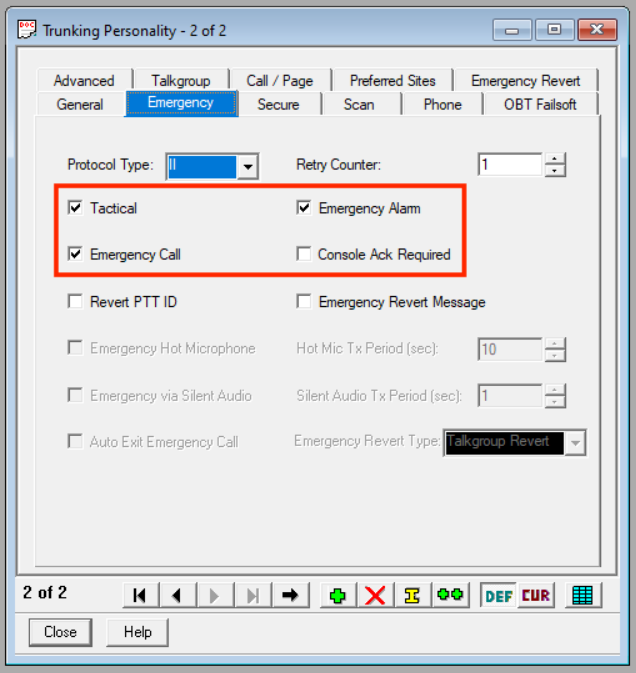 DOC
Trunking Personality - 2 of 2
Advanced Talkgroup Call / Page Preferred Sites Emergency Revert
General Emergency Secure Scan Phone OBT Failsoft
Protocol Type: II Retry Counter: 1
Tactical Emergency Alarm
Emergency Call Console Ack Required
Revert PTT ID Emergency Revert Message
Emergency Hot Microphone Hot Mic Tx Period (sec): 10
Emergency via Silent Audio Silent Audio Tx Period (sec): 1
Auto Exit Emergency Call Emergency Revert Type: Talkgroup Revert
2 of 2 DEF CUR
Close Help